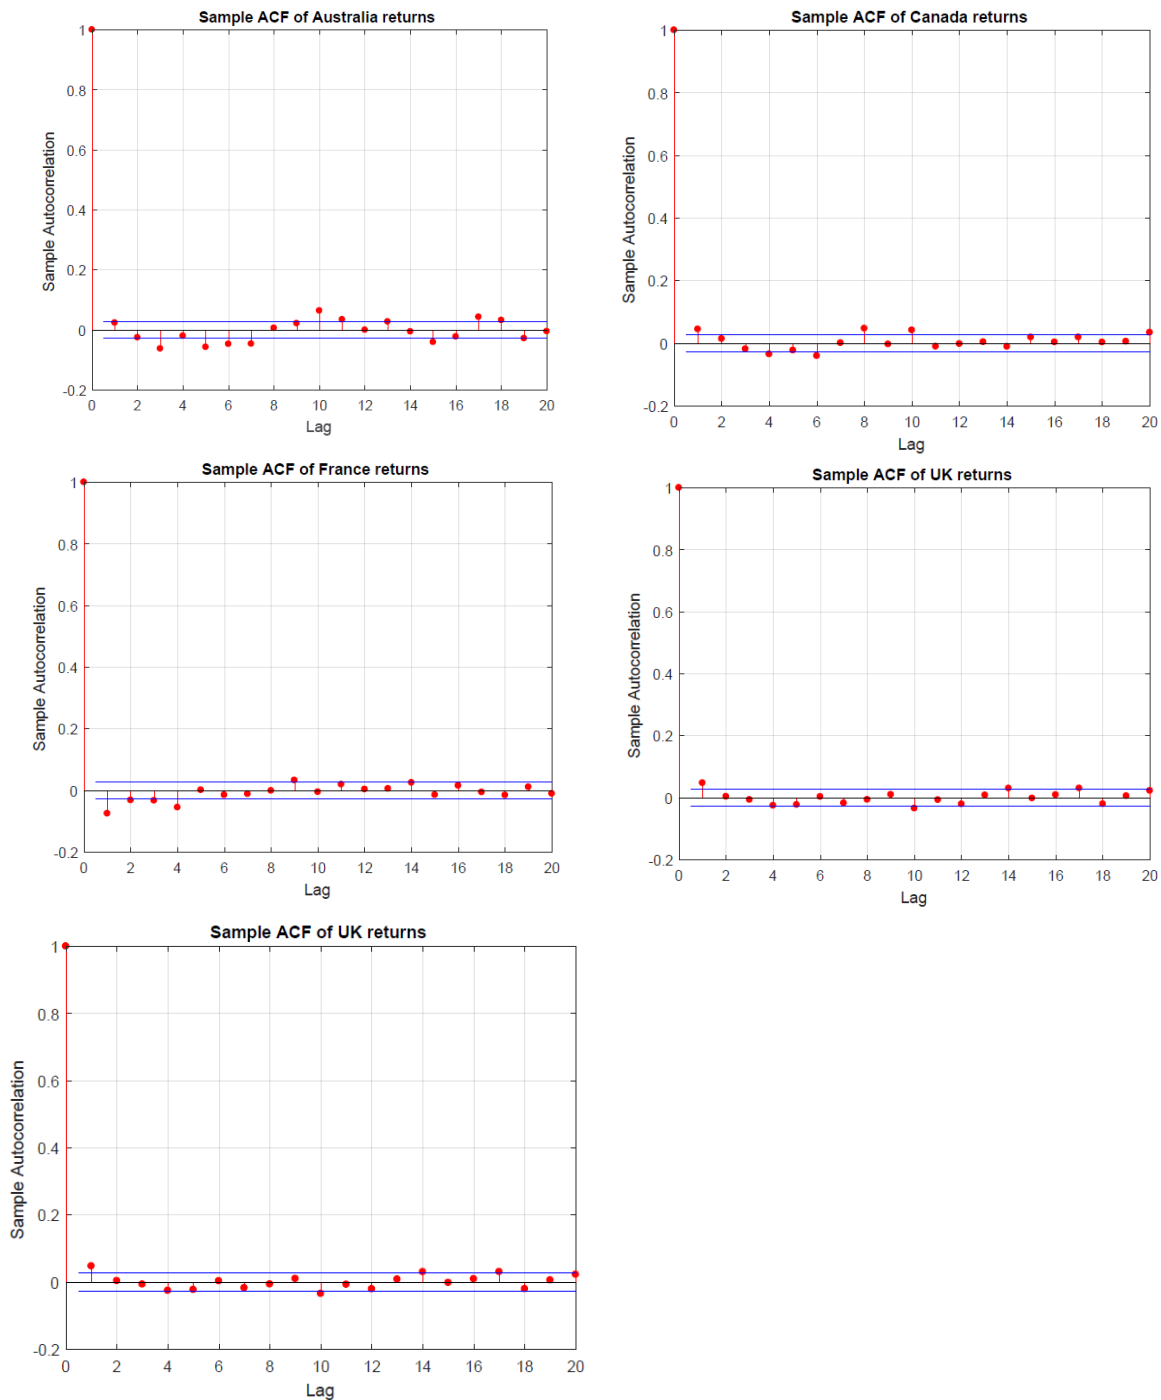 Sample ACF of Australia returns
1
0.8
0.6
0.4
0.2
0
-0.2
Sample Autocorrelation
0 2 4 6 8 10 12 14 16 18 20
Lag
Sample ACF of Canada returns
1
0.8
0.6
0.4
0.2
0
-0.2
Sample Autocorrelation
0 2 4 6 8 10 12 14 16 18 20
Lag
Sample ACF of France returns
1
0.8
0.6
0.4
0.2
0
-0.2
Sample Autocorrelation
0 2 4 6 8 10 12 14 16 18 20
Lag
Sample ACF of UK returns
1
0.8
0.6
0.4
0.2
0
-0.2
Sample Autocorrelation
0 2 4 6 8 10 12 14 16 18 20
Lag
Sample ACF of UK returns
1
0.8
0.6
0.4
0.2
0
-0.2
Sample Autocorrelation
0 2 4 6 8 10 12 14 16 18 20
Lag